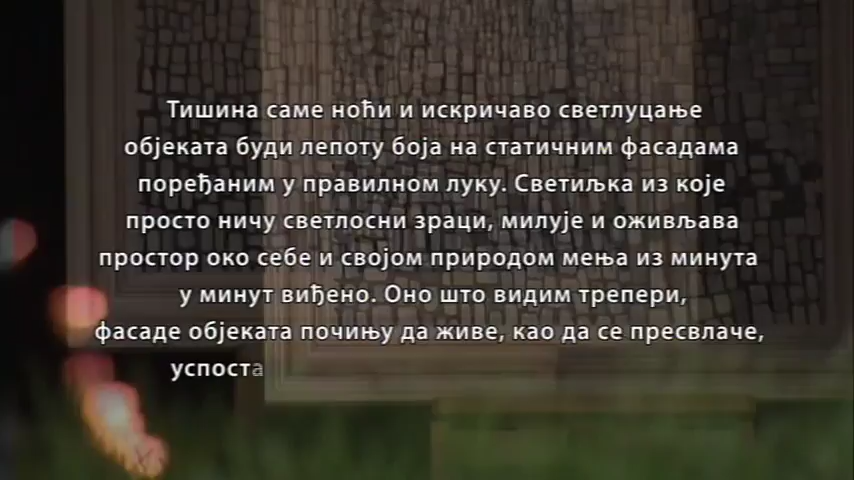 Тишина саме ноћи и искричаво светлуцање
објеката буди лепоту боја на статичним фасадама
поређаним у правилном луку. Светиљка из које
просто ничу светлосни зраци, милује и оживљава
простор око себе и својом природом мења из минута
у минут виђено. Оно што видим трепери,
фасаде објеката почињу да живе, као да се пресвлаче,
успоста